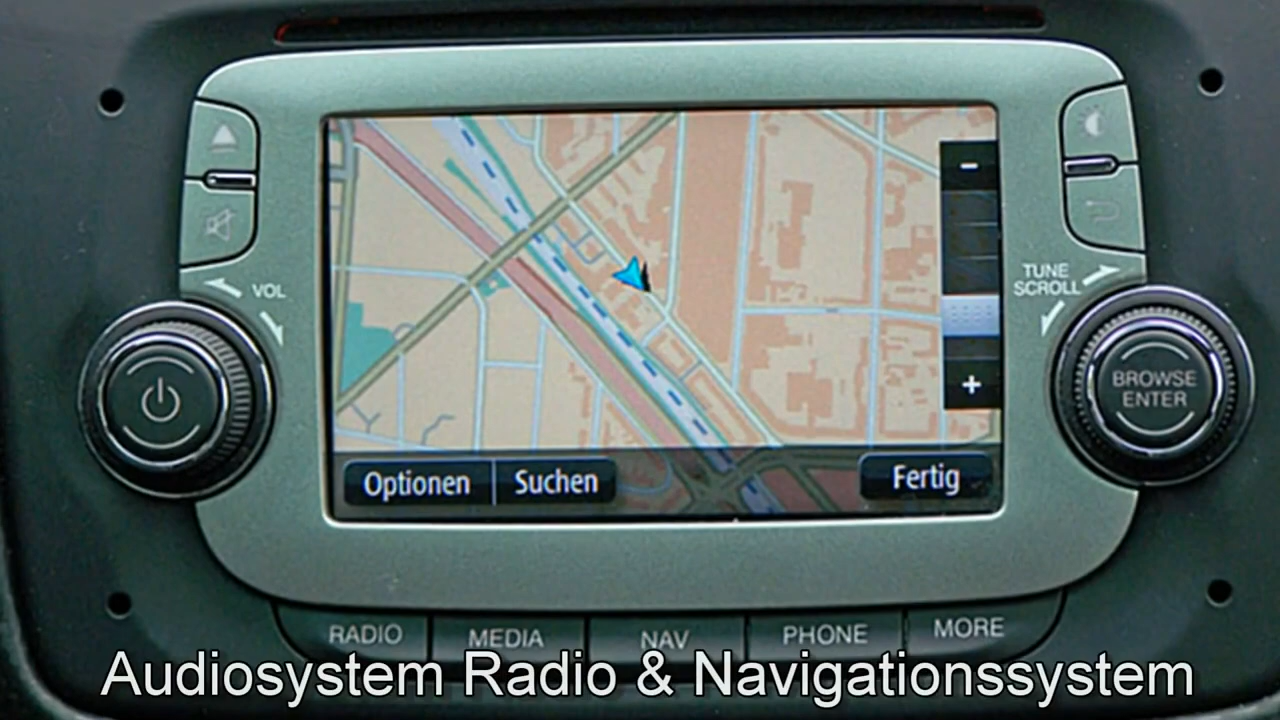 VOL
TUNE
SCROLL
BROWSE
ENTER
-
+
Optionen Suchen Fertig
RADIO MEDIA NAV PHONE MORE
Audiosystem Radio & Navigationssystem